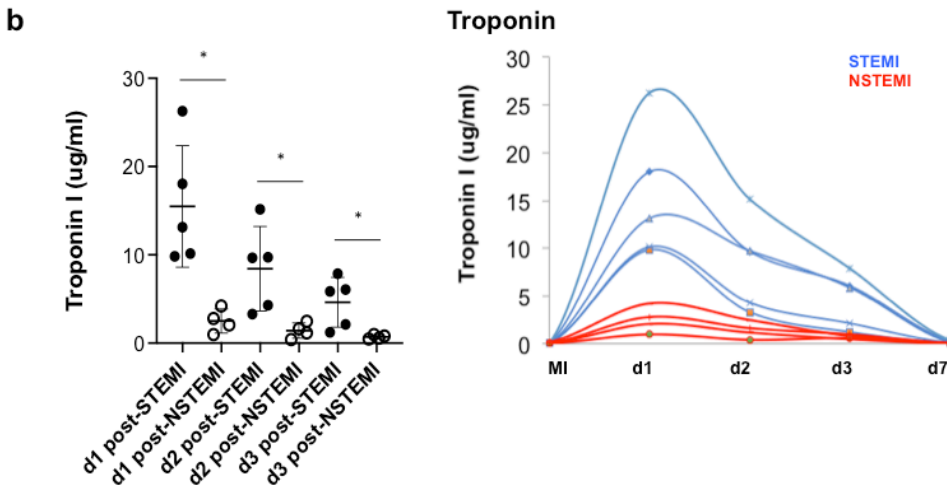 b
*
*
*
Troponin I (ug/ml)
30
20
10
0
d1 post-STEMI
d1 post-NSTEMI
d2 post-STEMI
d2 post-NSTEMI
d3 post-STEMI
d3 post-NSTEMI
Troponin
STEMI
NSTEMI
Troponin I (ug/ml)
30
25
20
15
10
5
0
MI d1 d2 d3 d7